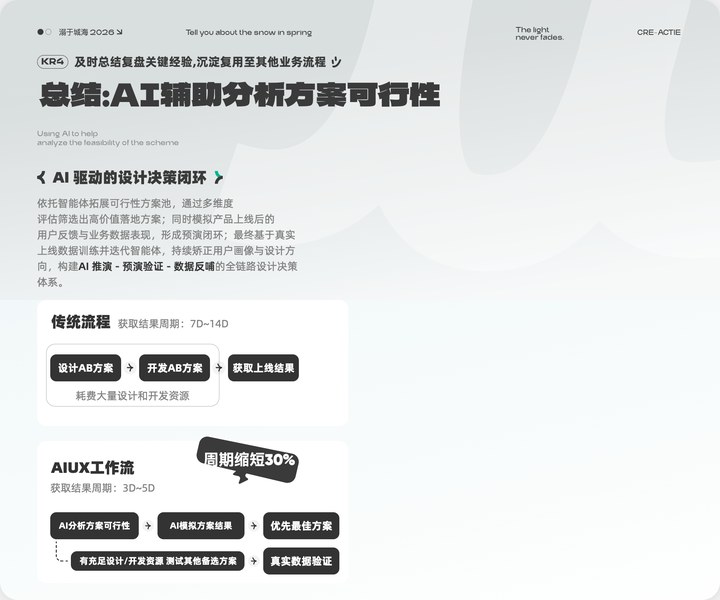 溺于城海 2026
Tell you about the snow in spring
The light
never fades.
CRE-ACTIE
KR4 及时总结复盘关键经验,沉淀复用至其他业务流程
总结:AI辅助分析方案可行性
Using AI to help
analyze the feasibility of the scheme
AI 驱动的设计决策闭环
依托智能体拓展可行性方案池，通过多维度
评估筛选出高价值落地方案；同时模拟产品上线后的
用户反馈与业务数据表现，形成预演闭环；最终基于真实
上线数据训练并迭代智能体，持续矫正用户画像与设计方
向，构建AI 推演 - 预演验证 - 数据反哺的全链路设计决策
体系。
传统流程 获取结果周期：7D~14D
设计AB方案 开发AB方案 获取上线结果
耗费大量设计和开发资源
周期缩短30%
AIUX工作流
获取结果周期：3D~5D
AI分析方案可行性 AI模拟方案结果 优先最佳方案
有充足设计/开发资源 测试其他备选方案 真实数据验证